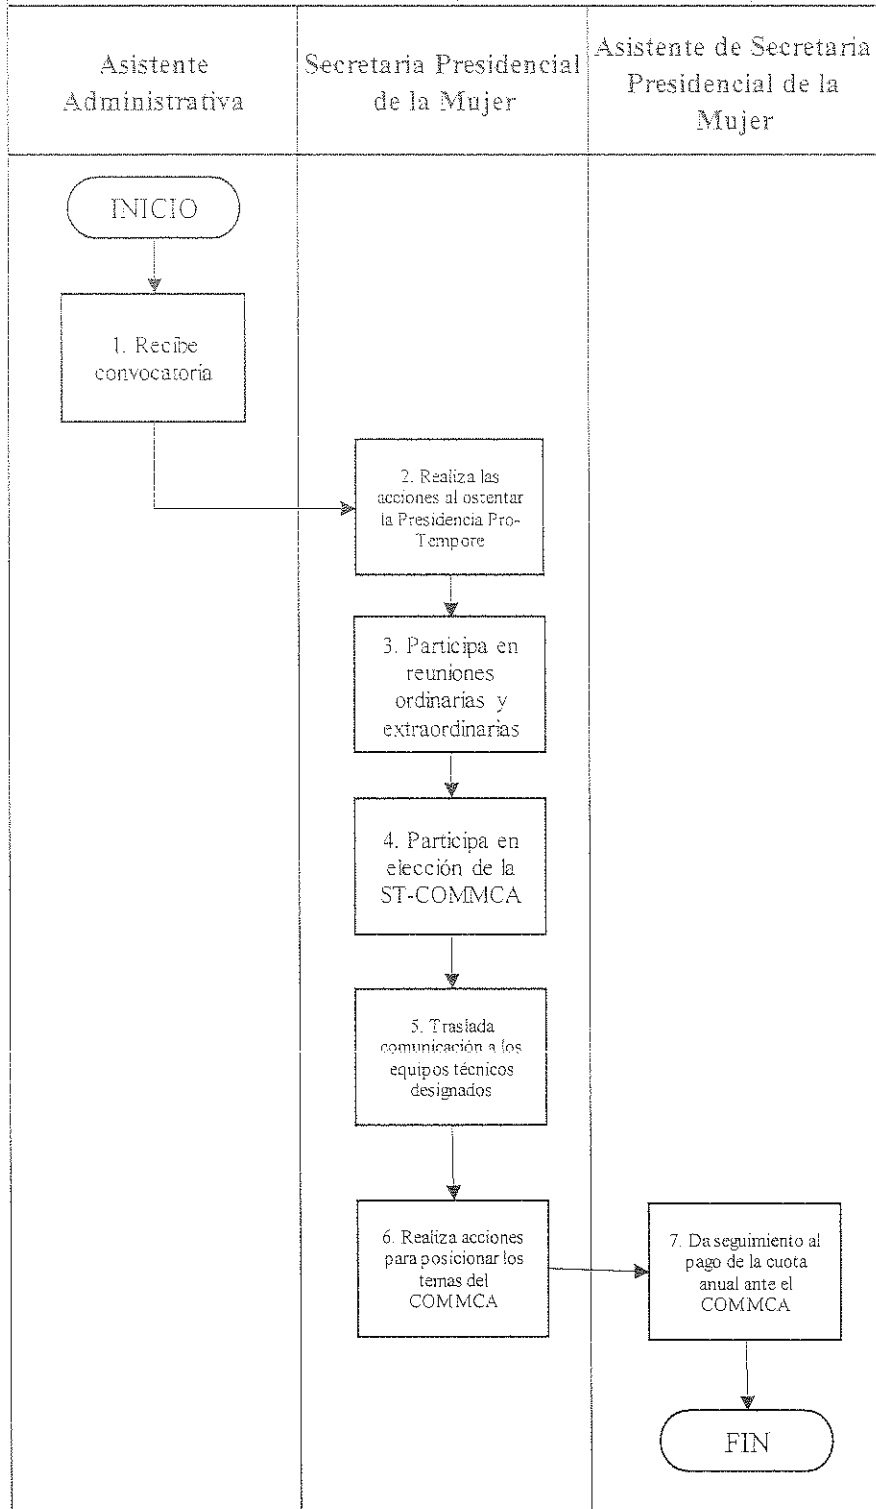 Asistente
Administrativa
Secretaria Presidencial
de la Mujer
Asistente de Secretaria
Presidencial de la
Mujer
INICIO
1. Recibe
convocatoria
2. Realiza las
acciones al ostentar
la Presidencia Pro-
Tempore
3. Participa en
reuniones
ordinarias y
extraordinarias
4. Participa en
elección de la
ST-COMMCA
5. Traslada
comunicación a los
equipos técnicos
designados
6. Realiza acciones
para posicionar los
temas del
COMMCA
7. Da seguimiento al
pago de la cuota
anual ante el
COMMCA
FIN